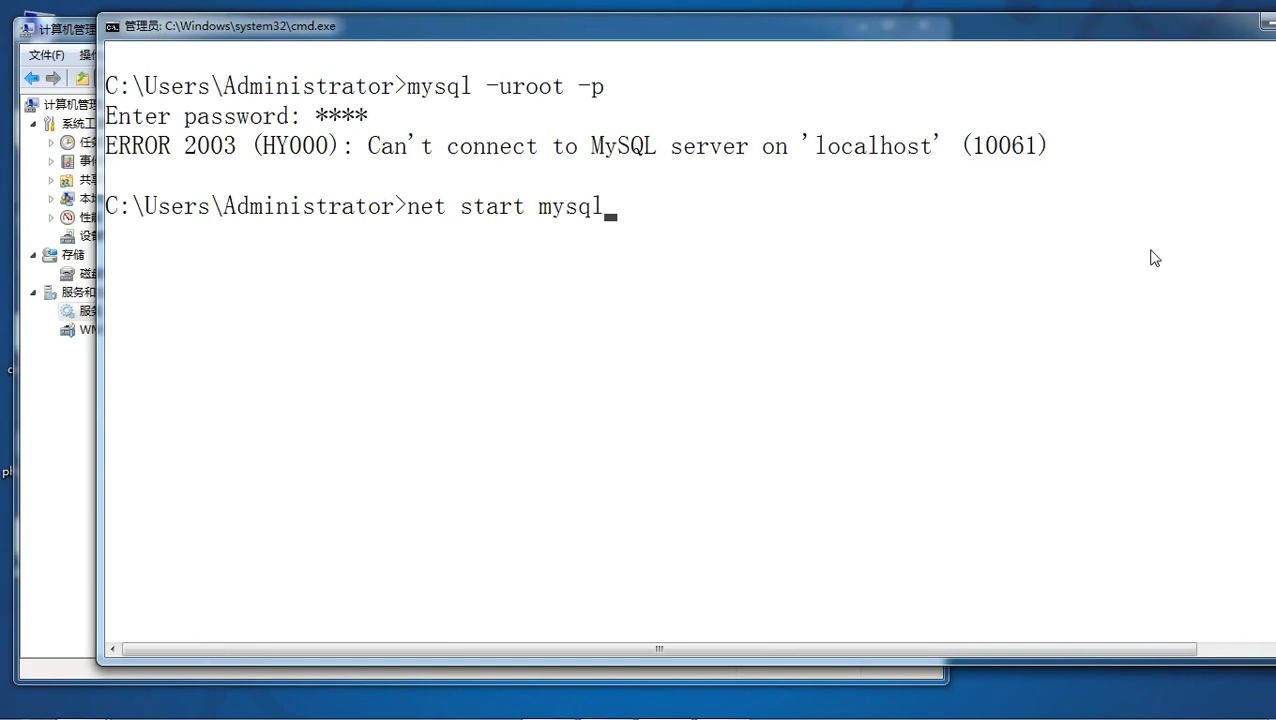 计算机管理
管理员: C:\Windows\system32\cmd.exe
文件(F)
C:\Users\Administrator>mysql -uroot -p
Enter password: ****
ERROR 2003 (HY000): Can't connect to MySQL server on 'localhost' (10061)
C:\Users\Administrator>net start mysql
计算机管理
存储